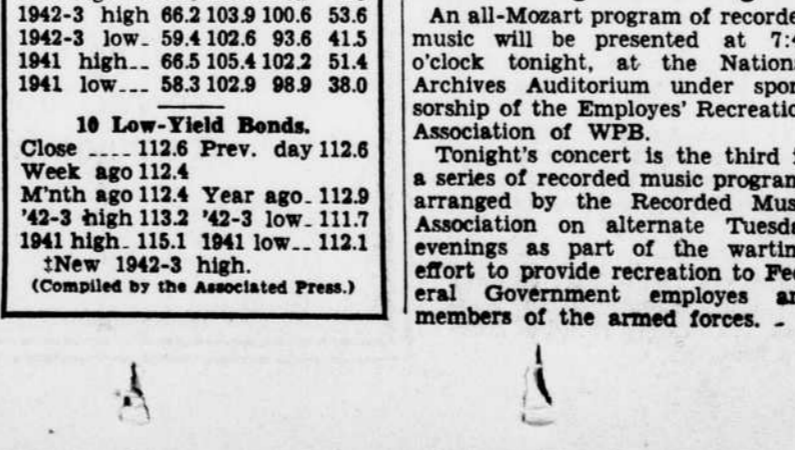 1942-3 high 66.2 103.9 100.6 53.6
1942-3 low. 59.4 102.6 93.6 41.5
1941 high.. 66.5 105.4 102.2 51.4
1941 low... 58.3 102.9 98.9 38.0
10 Low-Yield Bonds.
Close .... 112.6 Prev. day 112.6
Week ago 112.4
M'nth ago 112.4 Year ago. 112.9
'42-3 high 113.2 '42-3 low. 111.7
1941 high. 115.1 1941 low.. 112.1
‡New 1942-3 high.
(Compiled by the Associated Press.)
An all-Mozart program of recorde
music will be presented at 7:4
o'clock tonight, at the Nation
Archives Auditorium under spon
sorship of the Employes' Recreatio
Association of WPB.
Tonight's concert is the third
a series of recorded music program
arranged by the Recorded Mus
Association on alternate Tuesda
evenings as part of the wartim
effort to provide recreation to Fed
eral Government employes an
members of the armed forces.